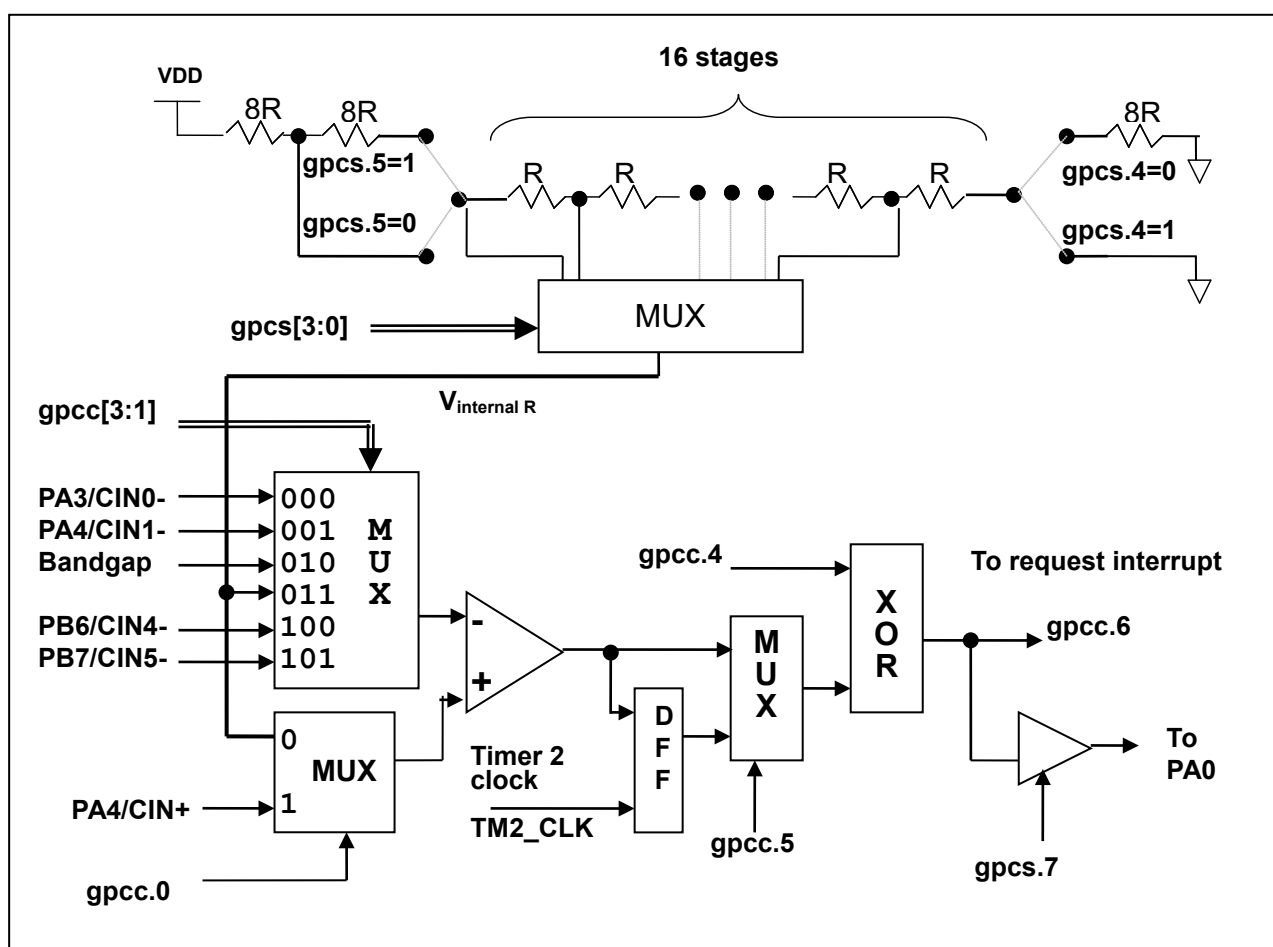 16 stages
VDD
8R
8R
8R
gpcs.5=1
gpcs.4=0
R
R
R
R
gpcs.5=0
gpcs.4=1
MUX
gpcs[3:0]
Vinternal R
gpcc[3:1]
PA3/CIN0-
000
PA4/CIN1-
001
Bandgap
010
011
PB6/CIN4-
100
PB7/CIN5-
101
M
U
X
-
+
gpcc.4
To request interrupt
X
O
R
gpcc.6
M
U
X
D
F
F
0
MUX
1
PA4/CIN+
Timer 2
clock
TM2_CLK
gpcc.5
To
PA0
gpcs.7
gpcc.0